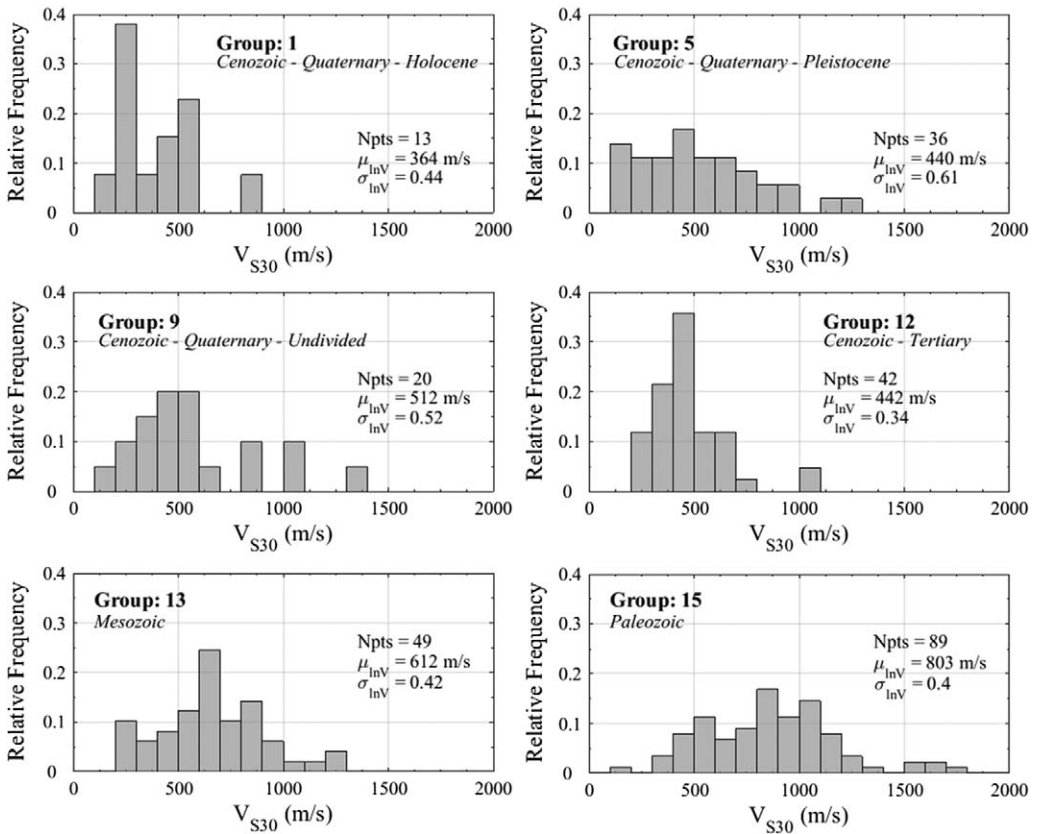 0.4
0.3
0.2
0.1
0
Relative Frequency
Group: 1
Cenozoic - Quaternary - Holocene
Npts = 13
μlnV = 364 m/s
σlnV = 0.44
0 500 1000 1500 2000
VS30 (m/s)
0.4
0.3
0.2
0.1
0
Relative Frequency
Group: 5
Cenozoic - Quaternary - Pleistocene
Npts = 36
μlnV = 440 m/s
σlnV = 0.61
0 500 1000 1500 2000
VS30 (m/s)
0.4
0.3
0.2
0.1
0
Relative Frequency
Group: 9
Cenozoic - Quaternary - Undivided
Npts = 20
μlnV = 512 m/s
σlnV = 0.52
0 500 1000 1500 2000
VS30 (m/s)
0.4
0.3
0.2
0.1
0
Relative Frequency
Group: 12
Cenozoic - Tertiary
Npts = 42
μlnV = 442 m/s
σlnV = 0.34
0 500 1000 1500 2000
VS30 (m/s)
0.4
0.3
0.2
0.1
0
Relative Frequency
Group: 13
Mesozoic
Npts = 49
μlnV = 612 m/s
σlnV = 0.42
0 500 1000 1500 2000
VS30 (m/s)
0.4
0.3
0.2
0.1
0
Relative Frequency
Group: 15
Paleozoic
Npts = 89
μlnV = 803 m/s
σlnV = 0.4
0 500 1000 1500 2000
VS30 (m/s)